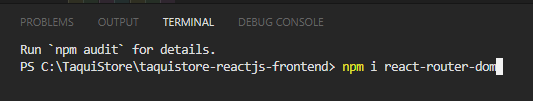 PROBLEMS OUTPUT TERMINAL DEBUG CONSOLE
Run `npm audit` for details.
PS C:\TaquiStore\taquistore-reactjs-frontend> npm i react-router-dom